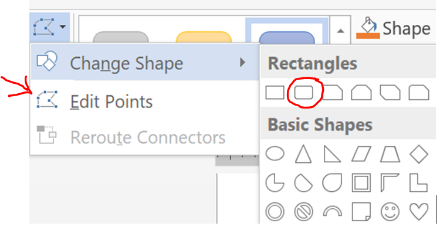 Shape
Change Shape
Edit Points
Reroute Connectors
Rectangles
Basic Shapes